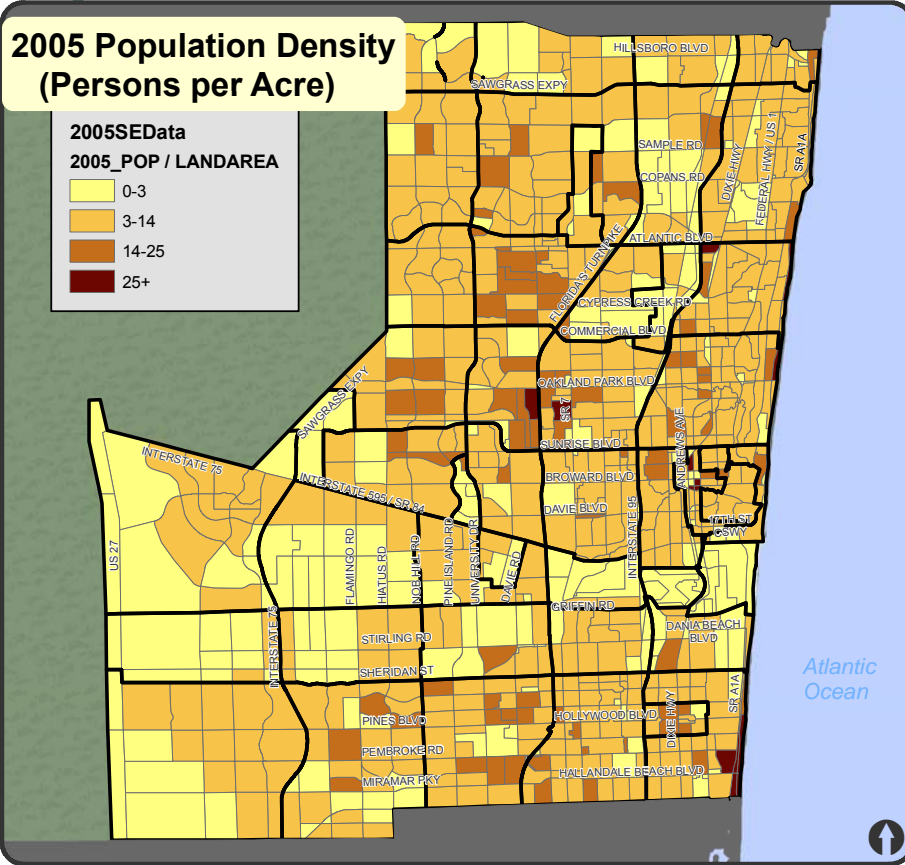 2005 Population Density
(Persons per Acre)
2005SEData
2005_POP / LANDAREA
0-3
3-14
14-25
25+
HILLSBORO BLVD
SAWGRASS EXPY
SAMPLE RD
COPANS RD
DIXIE HWY
FEDERAL HWY / US 1
SR A1A
ATLANTIC BLVD
FLORIDA'S TURNPIKE
CYPRESS CREEK RD
COMMERCIAL BLVD
SAWGRASS EXPY
OAKLAND PARK BLVD
SR 7
ANDREWS AVE
SUNRISE BLVD
INTERSTATE 75
INTERSTATE 595 / SR 84
BROWARD BLVD
DAVIE BLVD
INTERSTATE 95
17TH ST
CSWY
US 27
FLAMINGO RD
HIATUS RD
NOB HILL RD
PINE ISLAND RD
UNIVERSITY DR
DAVIE RD
GRIFFIN RD
INTERSTATE 75
STIRLING RD
DANIA BEACH
BLVD
SHERIDAN ST
SR A1A
Atlantic
Ocean
PINES BLVD
HOLLYWOOD BLVD
DIXIE HWY
PEMBROKE RD
MIRAMAR PKY
HALLANDALE BEACH BLVD